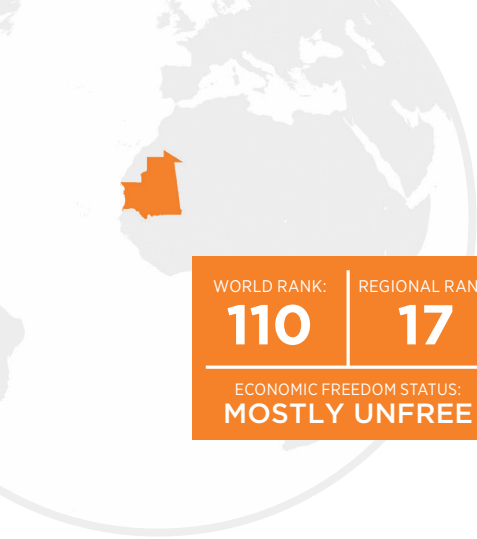 WORLD RANK:
110
REGIONAL RAN
17
ECONOMIC FREEDOM STATUS:
MOSTLY UNFREE